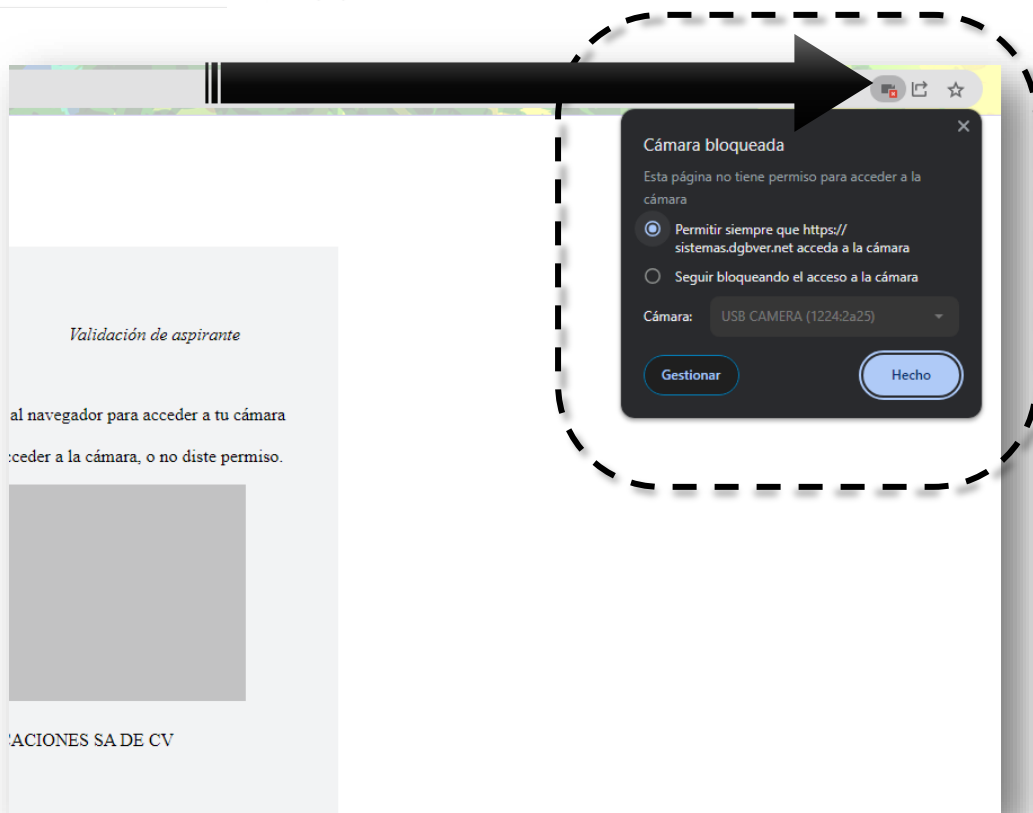 Cámara bloqueada
Esta página no tiene permiso para acceder a la
cámara
Permitir siempre que https://
sistemas.dgbver.net acceda a la cámara
Seguir bloqueando el acceso a la cámara
Cámara: USB CAMERA (1224:2a25)
Gestionar Hecho
Validación de aspirante
al navegador para acceder a tu cámara
cceder a la cámara, o no diste permiso.
CACIONES SA DE CV